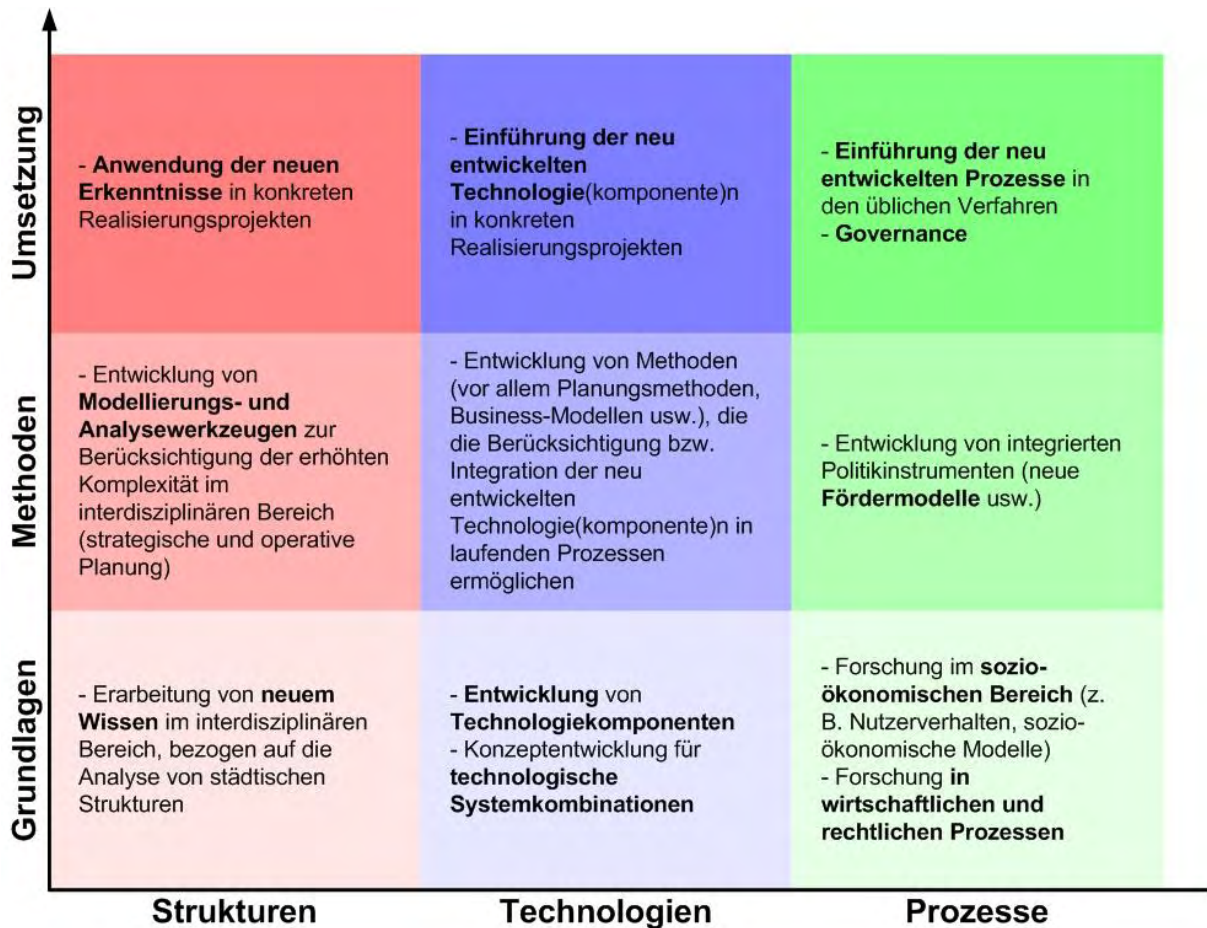 Umsetzung
- Anwendung der neuen
Erkenntnisse in konkreten
Realisierungsprojekten
- Einführung der neu
entwickelten
Technologie(komponente)n
in konkreten
Realisierungsprojekten
- Einführung der neu
entwickelten Prozesse in
den üblichen Verfahren
- Governance
Methoden
- Entwicklung von
Modellierungs- und
Analysewerkzeugen zur
Berücksichtigung der erhöhten
Komplexität im
interdisziplinären Bereich
(strategische und operative
Planung)
- Entwicklung von Methoden
(vor allem Planungsmethoden,
Business-Modellen usw.), die
die Berücksichtigung bzw.
Integration der neu
entwickelten
Technologie(komponente)n in
laufenden Prozessen
ermöglichen
- Entwicklung von integrierten
Politikinstrumenten (neue
Fördermodelle usw.)
Grundlagen
- Erarbeitung von neuem
Wissen im interdisziplinären
Bereich, bezogen auf die
Analyse von städtischen
Strukturen
- Entwicklung von
Technologiekomponenten
- Konzeptentwicklung für
technologische
Systemkombinationen
- Forschung im sozio-
ökonomischen Bereich (z.
B. Nutzerverhalten, sozio-
ökonomische Modelle)
- Forschung in
wirtschaftlichen und
rechtlichen Prozessen
Strukturen
Technologien
Prozesse